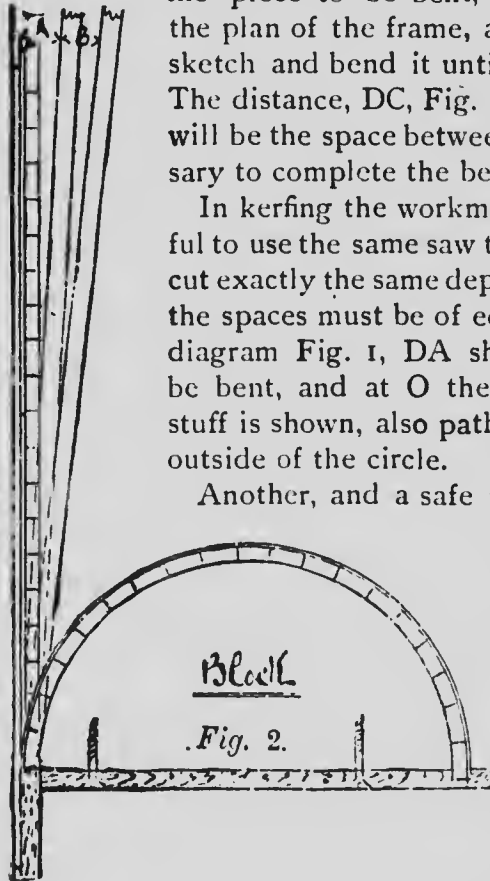 the piece to be bent,
the plan of the frame, a
sketch and bend it unti
The distance, DC, Fig.
will be the space betwee
sary to complete the be
In kerfing the workm
ful to use the same saw t
cut exactly the same dep
the spaces must be of e
diagram Fig. 1, DA sh
be bent, and at O the
stuff is shown, also path
outside of the circle.
Another, and a safe
A B
Block
Fig. 2.